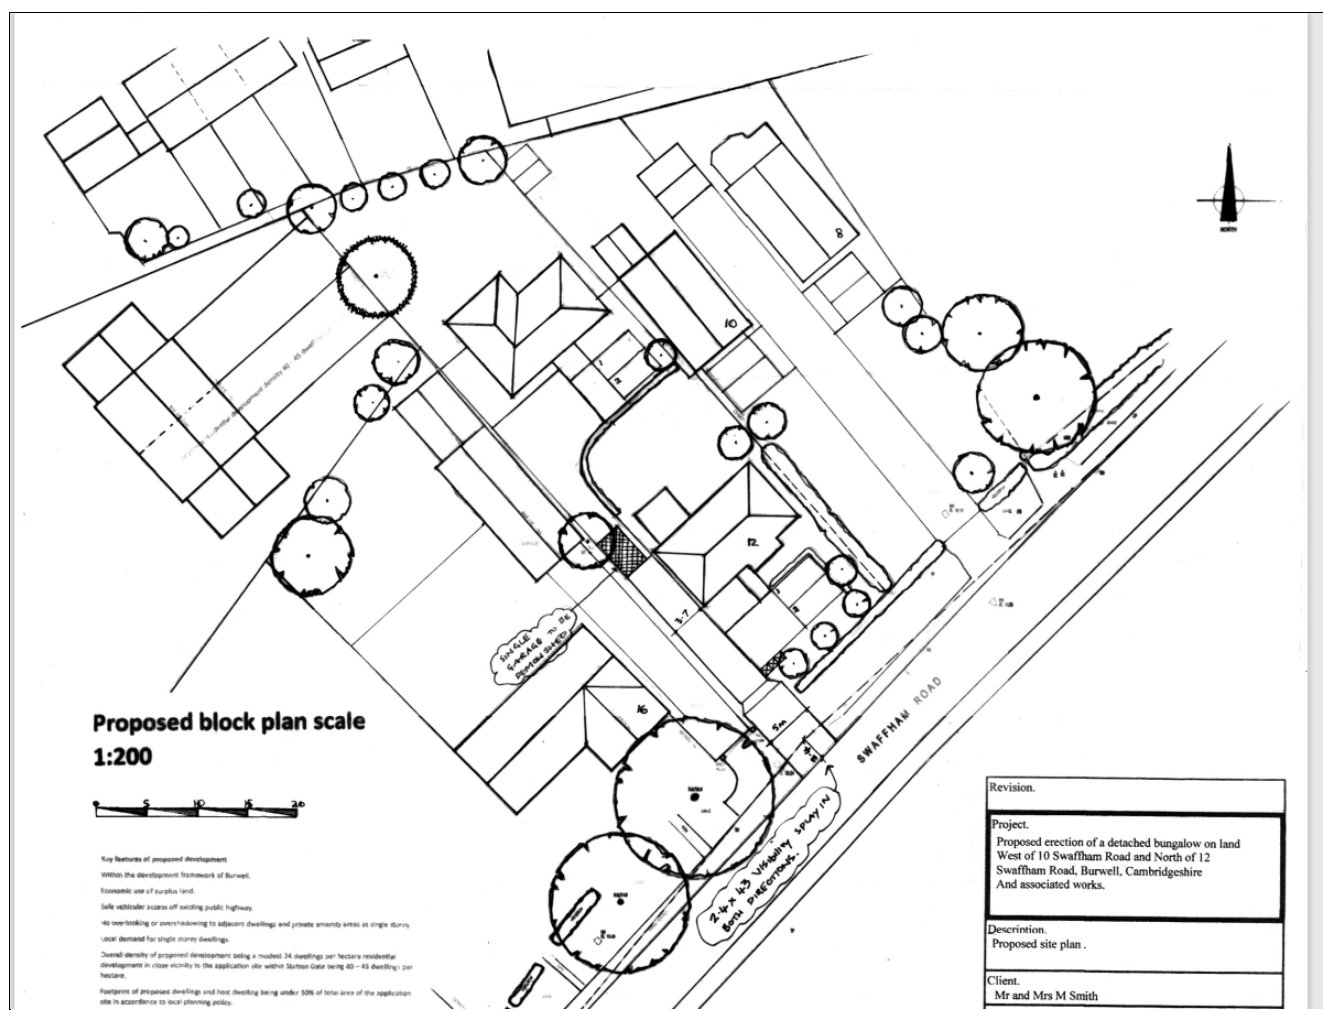 NORTH
8
10
1
2
12
1
2
3.7
SINGLE
GARAGE TO BE
DEMOLISHED
16
5M
SWAFFHAM ROAD
2.4 x 43 VISIBILITY SPLAY IN
BOTH DIRECTIONS.
Proposed block plan scale
1:200
0 5 10 15 20
Key features of proposed development
Within the development framework of Burwell.
Economic use of surplus land.
Safe vehicular access off existing public highway.
No overlooking or overshadowing to adjacent dwellings and private amenity areas as single storey
Local demand for single storey dwellings.
Overall density of proposed development being a modest 24 dwellings per hectare residential
development in close vicinity to the application site within Station Gate being 40 – 45 dwellings per
hectare.
Footprint of proposed dwellings and host dwelling being under 30% of total area of the application
site in accordance to local planning policy.
Revision.
Project.
Proposed erection of a detached bungalow on land
West of 10 Swaffham Road and North of 12
Swaffham Road, Burwell, Cambridgeshire
And associated works.
Description.
Proposed site plan .
Client.
Mr and Mrs M Smith